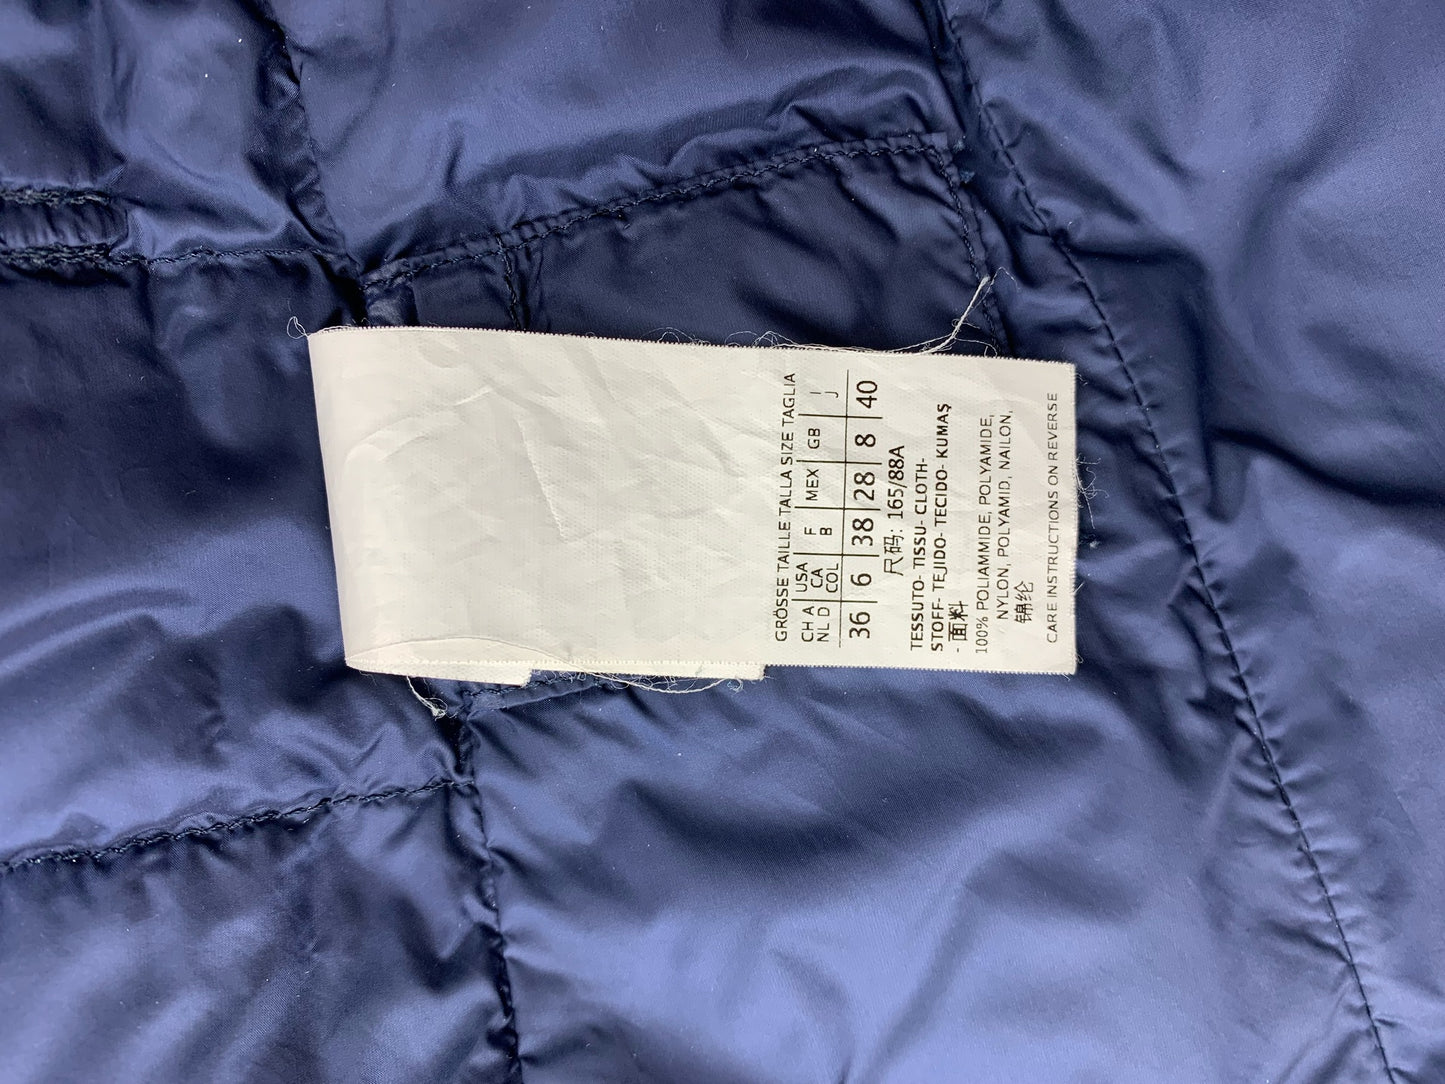 GRÖSSE TAILLE TALLA SIZE TAGLIA
CH A USA F MEX GB I
NL D CA B J
COL
36 6 38 28 8 40
尺码: 165/88A
TESSUTO- TISSU- CLOTH-
STOFF- TEJIDO- TECIDO- KUMAŞ
- 面料
100% POLIAMMIDE, POLYAMIDE,
NYLON, POLYAMID, NAILON,
锦纶
CARE INSTRUCTIONS ON REVERSE